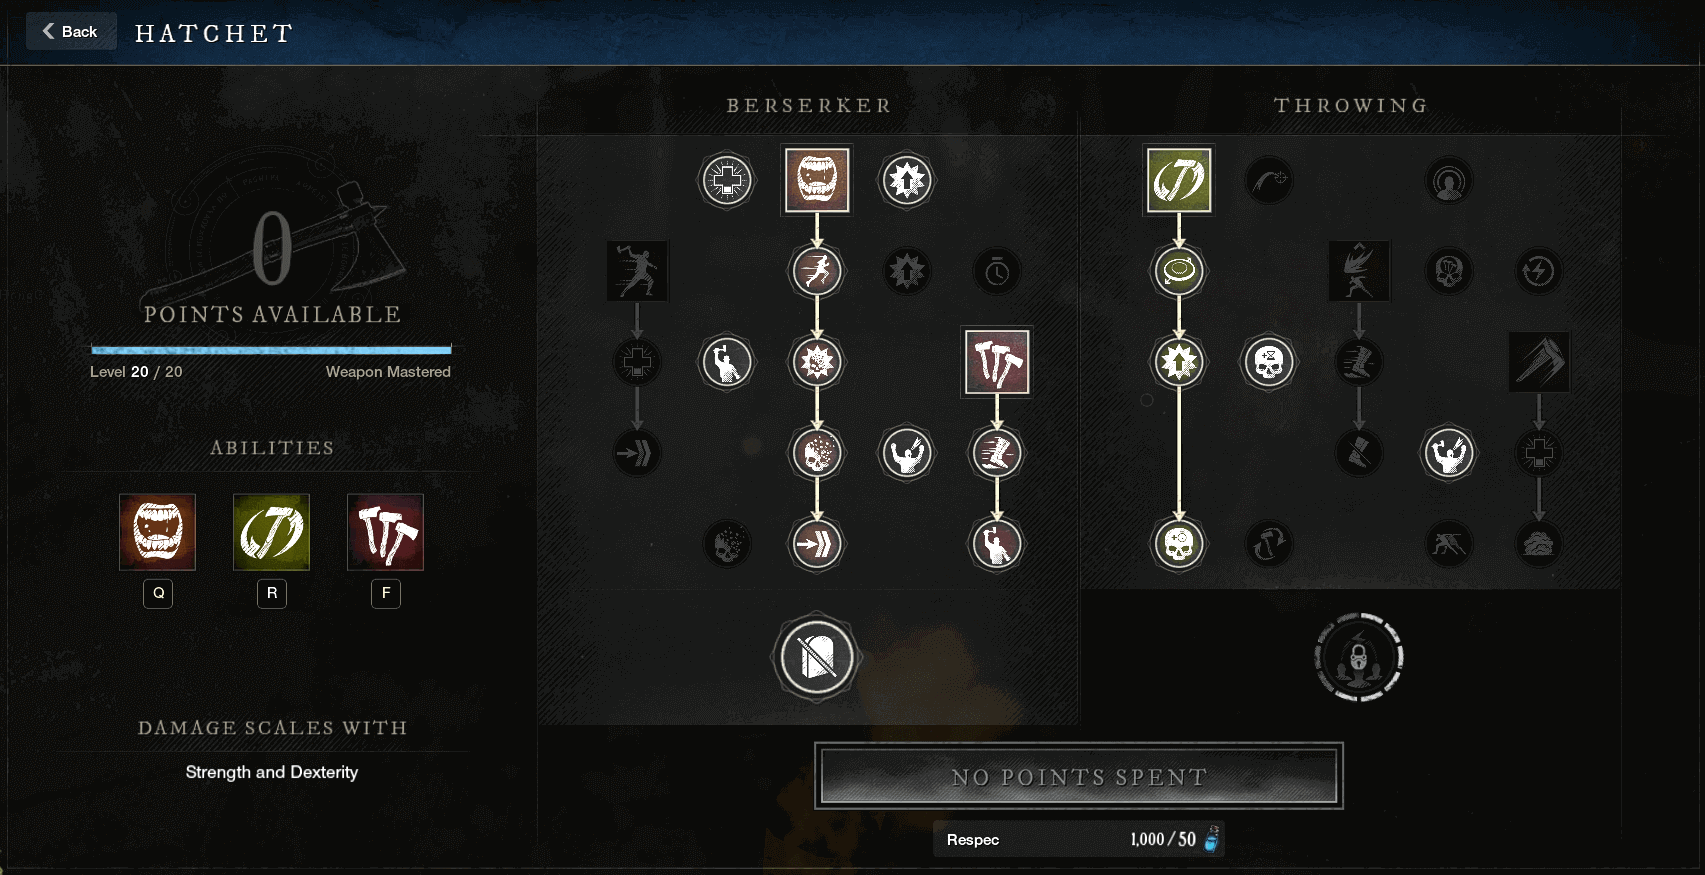 Back
HATCHET
BERSERKER
THROWING
0
POINTS AVAILABLE
Level 20 / 20
Weapon Mastered
ABILITIES
Q
R
F
DAMAGE SCALES WITH
Strength and Dexterity
NO POINTS SPENT
Respec
1,000 / 50